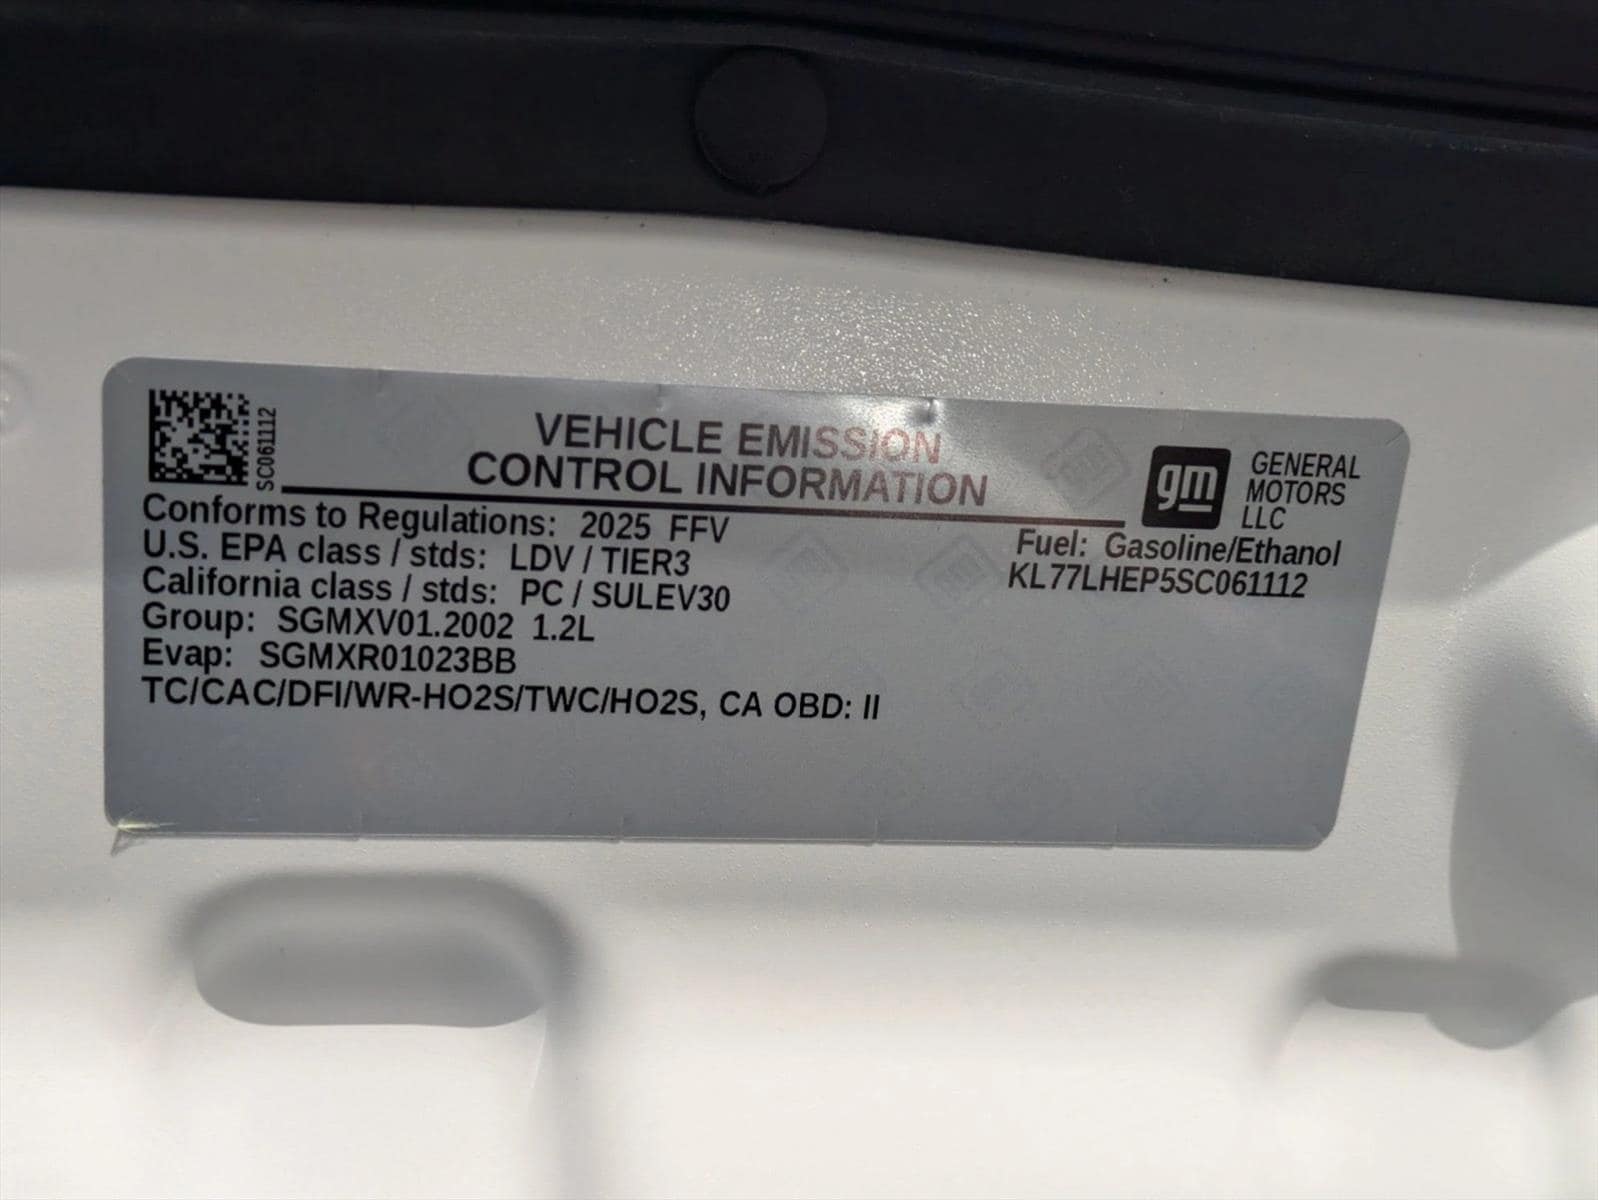 SC061112
VEHICLE EMISSION
CONTROL INFORMATION
gm
GENERAL
MOTORS
LLC
Conforms to Regulations: 2025 FFV
U.S. EPA class / stds: LDV / TIER3
California class / stds: PC / SULEV30
Group: SGMXV01.2002 1.2L
Evap: SGMXR01023BB
TC/CAC/DFI/WR-HO2S/TWC/HO2S, CA OBD: II
Fuel: Gasoline/Ethanol
KL77LHEP5SC061112